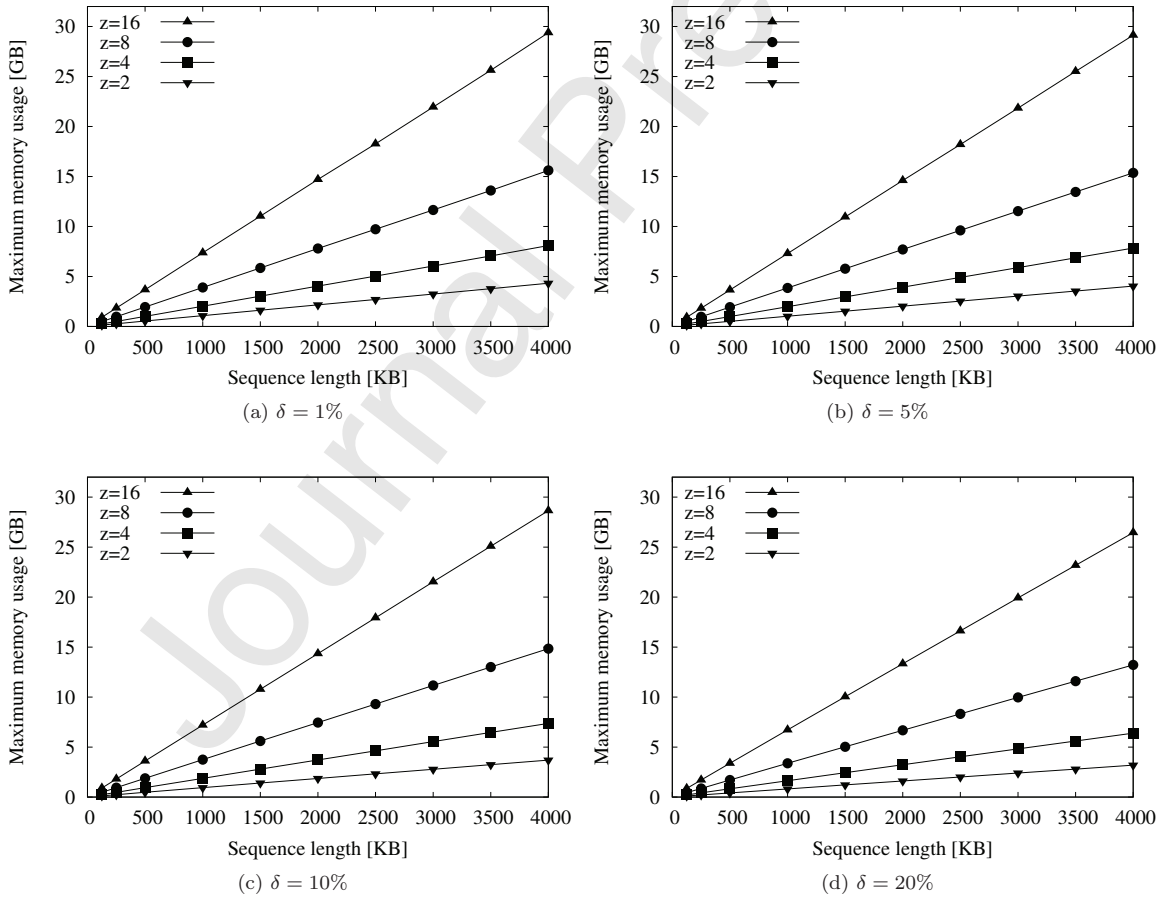 z=16
z=8
z=4
z=2
Maximum memory usage [GB]
30
25
20
15
10
5
0
0 500 1000 1500 2000 2500 3000 3500 4000
Sequence length [KB]
(a) δ = 1%
z=16
z=8
z=4
z=2
Maximum memory usage [GB]
30
25
20
15
10
5
0
0 500 1000 1500 2000 2500 3000 3500 4000
Sequence length [KB]
(b) δ = 5%
z=16
z=8
z=4
z=2
Maximum memory usage [GB]
30
25
20
15
10
5
0
0 500 1000 1500 2000 2500 3000 3500 4000
Sequence length [KB]
(c) δ = 10%
z=16
z=8
z=4
z=2
Maximum memory usage [GB]
30
25
20
15
10
5
0
0 500 1000 1500 2000 2500 3000 3500 4000
Sequence length [KB]
(d) δ = 20%
Journal Pre